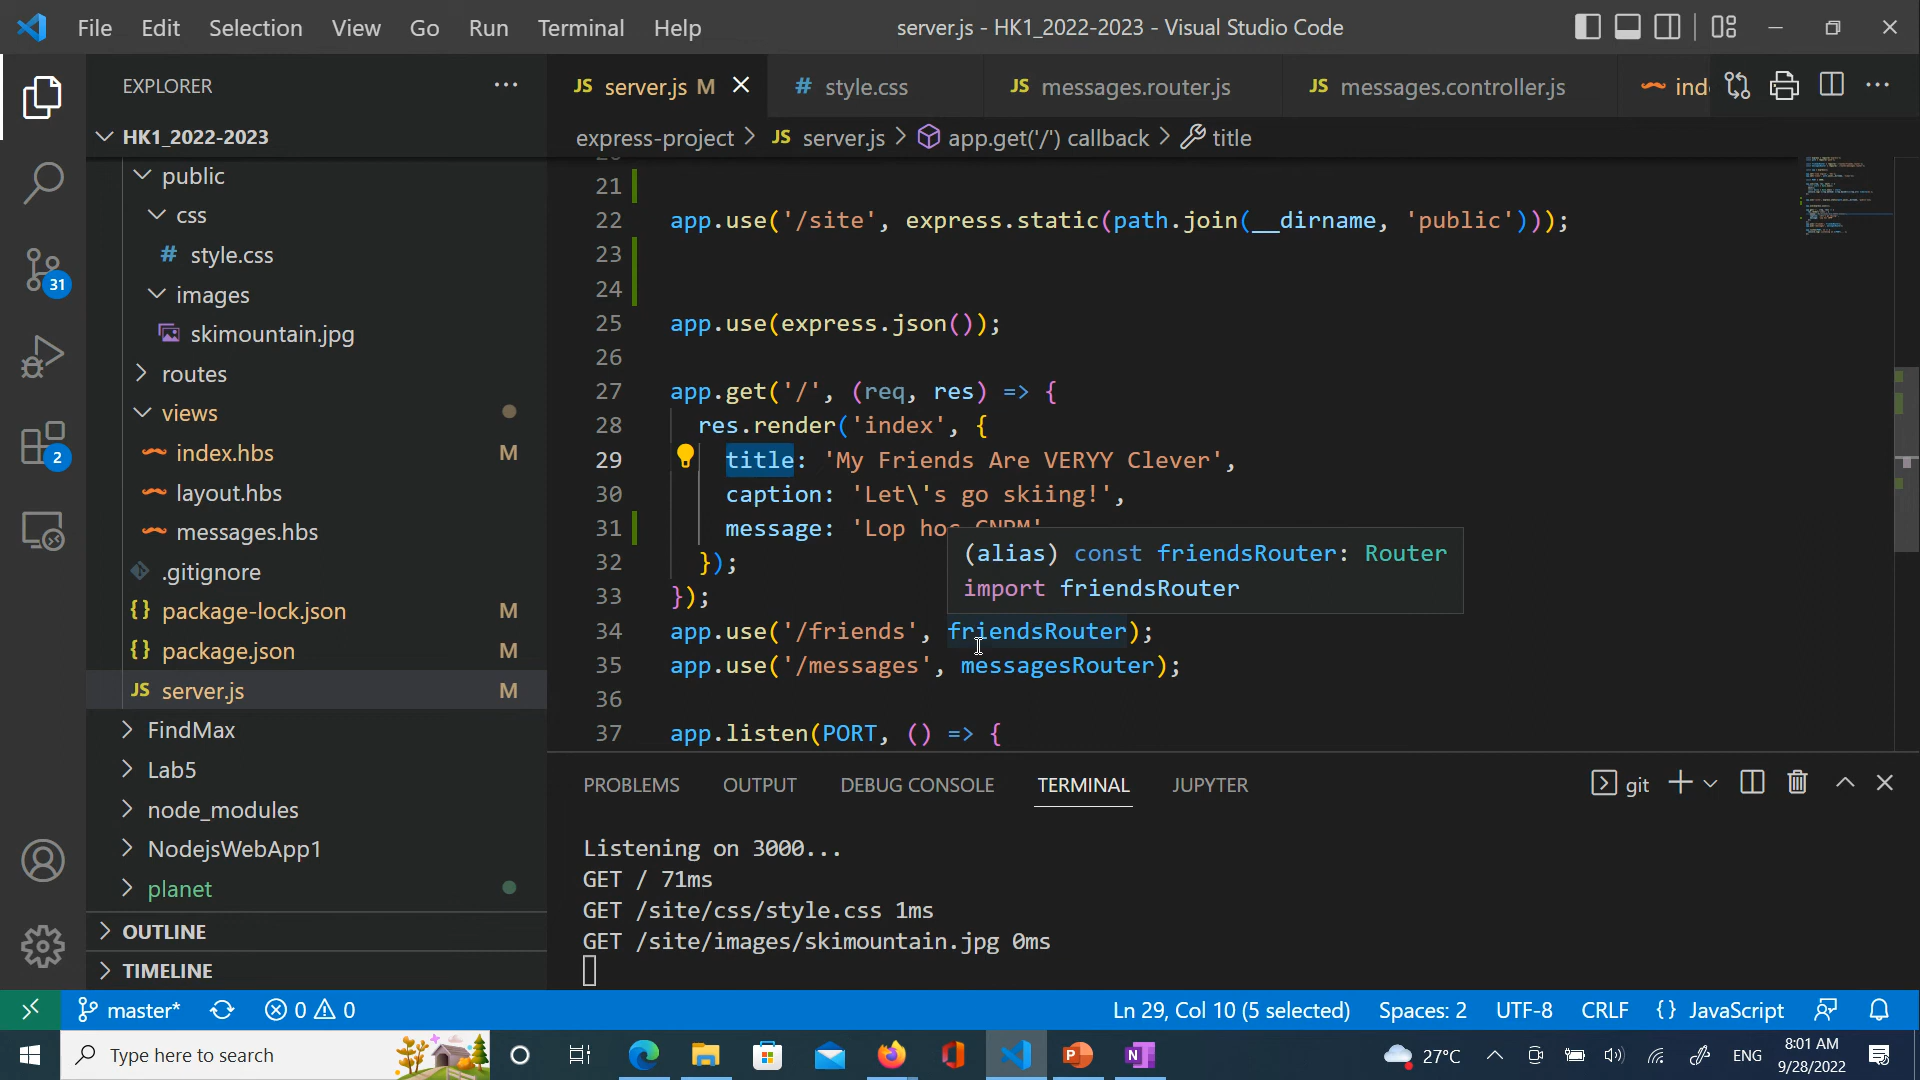 File Edit Selection View Go Run Terminal Help
server.js - HK1_2022-2023 - Visual Studio Code
EXPLORER
HK1_2022-2023
public
css
# style.css
images
skimountain.jpg
routes
views
index.hbs M
layout.hbs
messages.hbs
.gitignore
{} package-lock.json M
{} package.json M
JS server.js M
FindMax
Lab5
node_modules
NodejsWebApp1
planet
OUTLINE
TIMELINE
31
2
JS server.js M
# style.css
JS messages.router.js
JS messages.controller.js
ind
express-project > JS server.js > app.get('/') callback > title
21
22 app.use('/site', express.static(path.join(__dirname, 'public')));
23
24
25 app.use(express.json());
26
27 app.get('/', (req, res) => {
28 res.render('index', {
29 title: 'My Friends Are VERYY Clever',
30 caption: 'Let\'s go skiing!',
31 message: 'Lop hoc CNPM'
32 });
33 });
(alias) const friendsRouter: Router
import friendsRouter
34 app.use('/friends', friendsRouter);
35 app.use('/messages', messagesRouter);
36
37 app.listen(PORT, () => {
PROBLEMS OUTPUT DEBUG CONSOLE TERMINAL JUPYTER
git
Listening on 3000...
GET / 71ms
GET /site/css/style.css 1ms
GET /site/images/skimountain.jpg 0ms
master* 0 0
Ln 29, Col 10 (5 selected) Spaces: 2 UTF-8 CRLF {} JavaScript
Type here to search
27°C
ENG
8:01 AM
9/28/2022